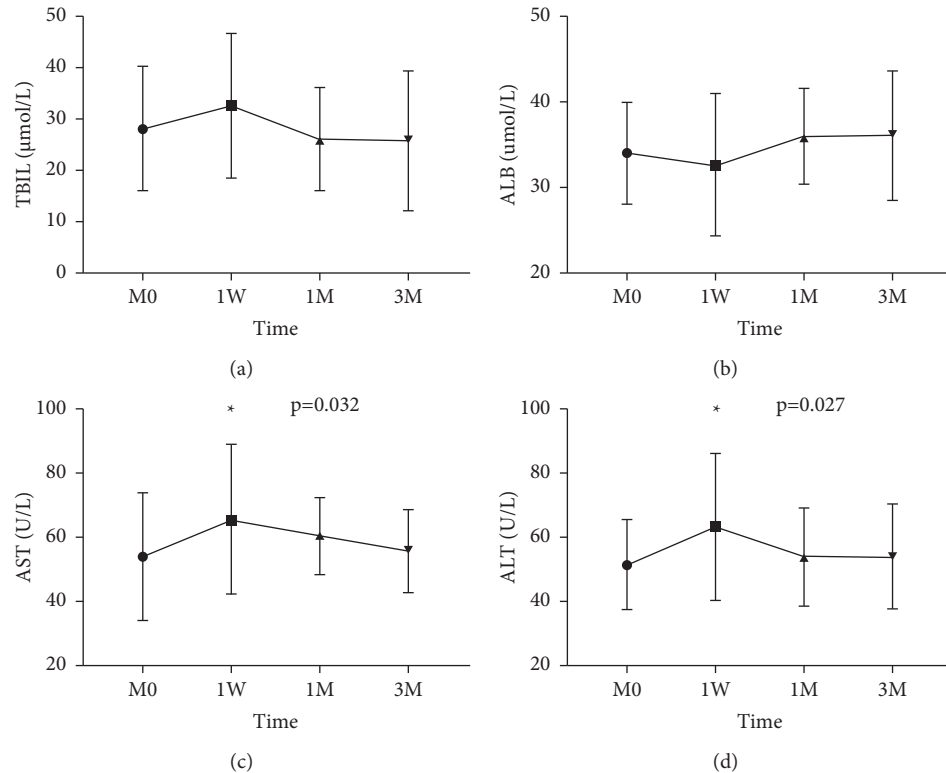 50
40
30
20
10
0
TBIL (μmol/L)
M0 1W 1M 3M
Time
(a)
50
40
30
20
ALB (umol/L)
M0 1W 1M 3M
Time
(b)
* p=0.032
100
80
60
40
20
AST (U/L)
M0 1W 1M 3M
Time
(c)
* p=0.027
100
80
60
40
20
ALT (U/L)
M0 1W 1M 3M
Time
(d)